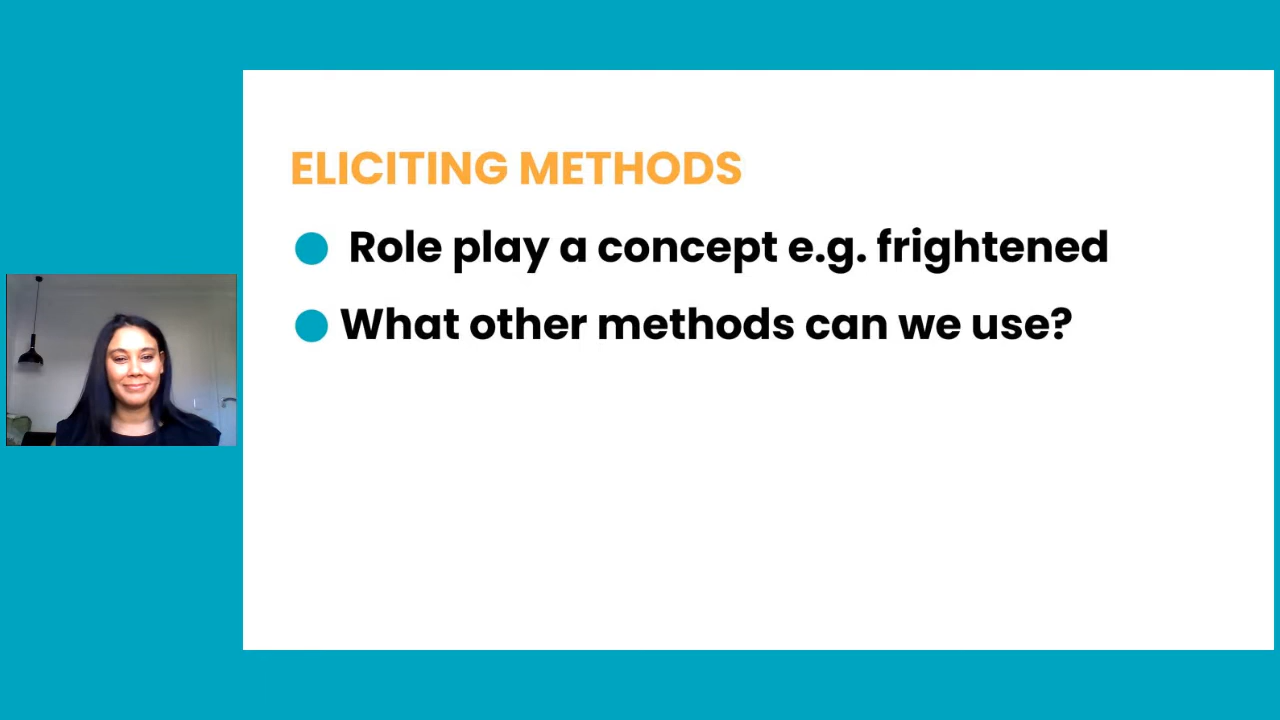 ELICITING METHODS
Role play a concept e.g. frightened
What other methods can we use?